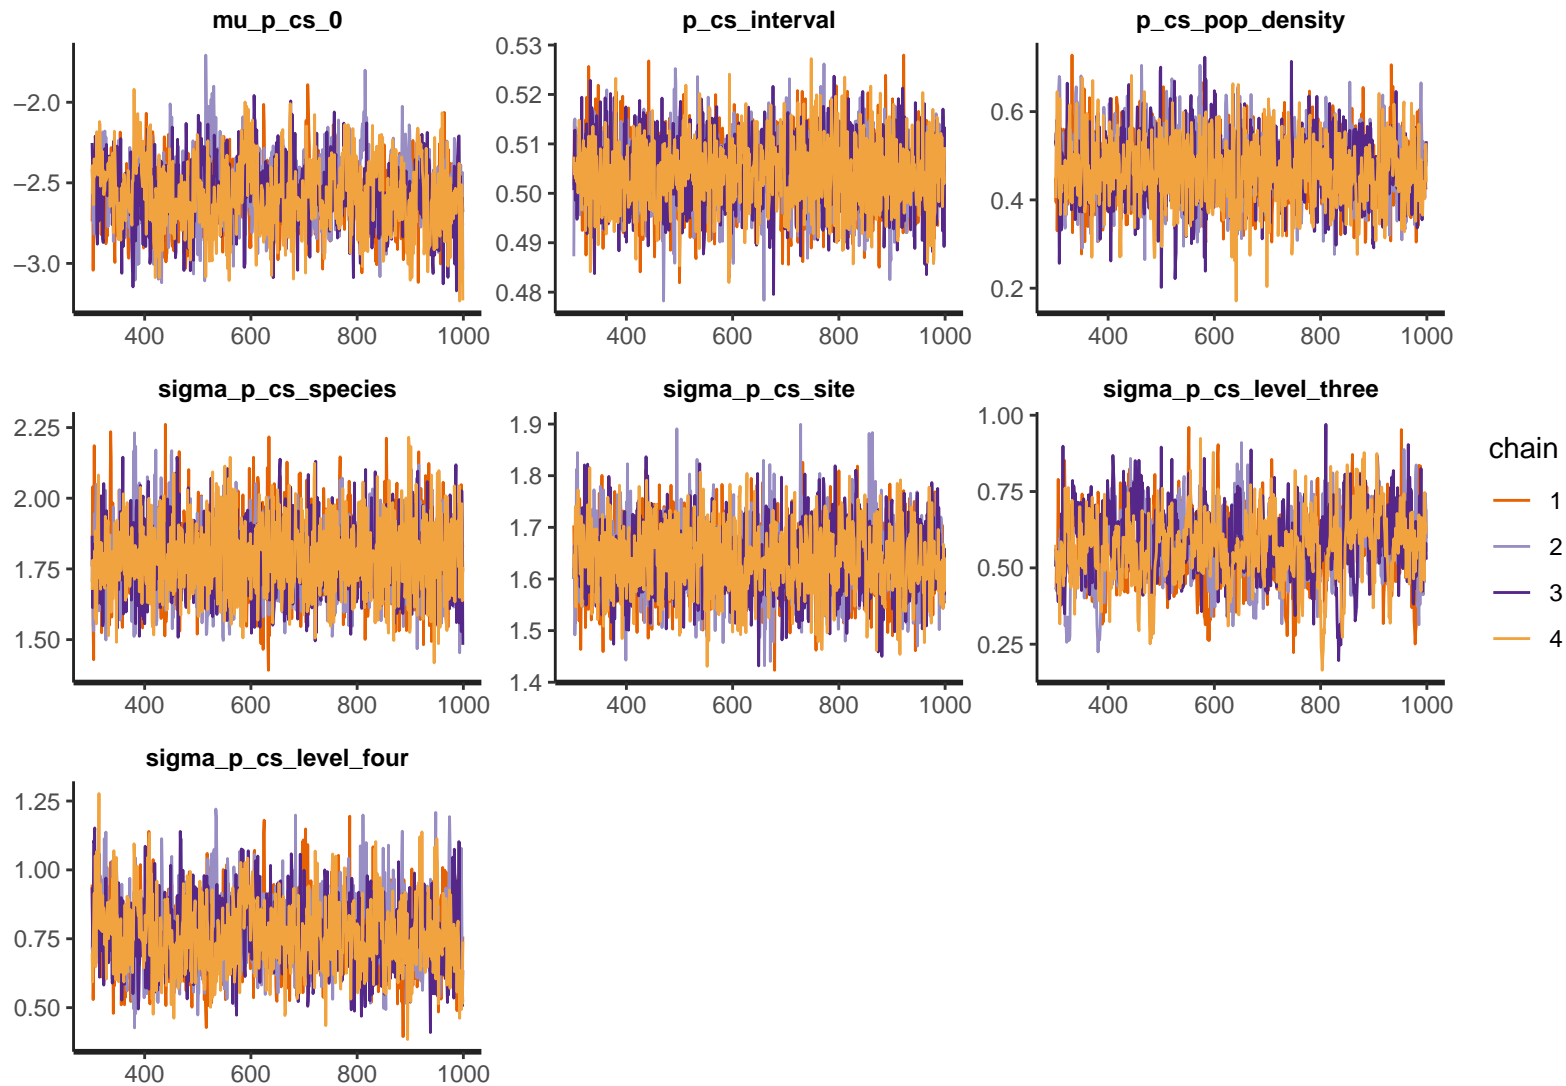 mu_p_cs_0
p_cs_interval
p_cs_pop_density
−2.0
−2.5
−3.0
400 600 800 1000
0.53
0.52
0.51
0.50
0.49
0.48
400 600 800 1000
0.6
0.4
0.2
400 600 800 1000
sigma_p_cs_species
sigma_p_cs_site
sigma_p_cs_level_three
2.25
2.00
1.75
1.50
400 600 800 1000
1.9
1.8
1.7
1.6
1.5
1.4
400 600 800 1000
1.00
0.75
0.50
0.25
400 600 800 1000
chain
1
2
3
4
sigma_p_cs_level_four
1.25
1.00
0.75
0.50
400 600 800 1000